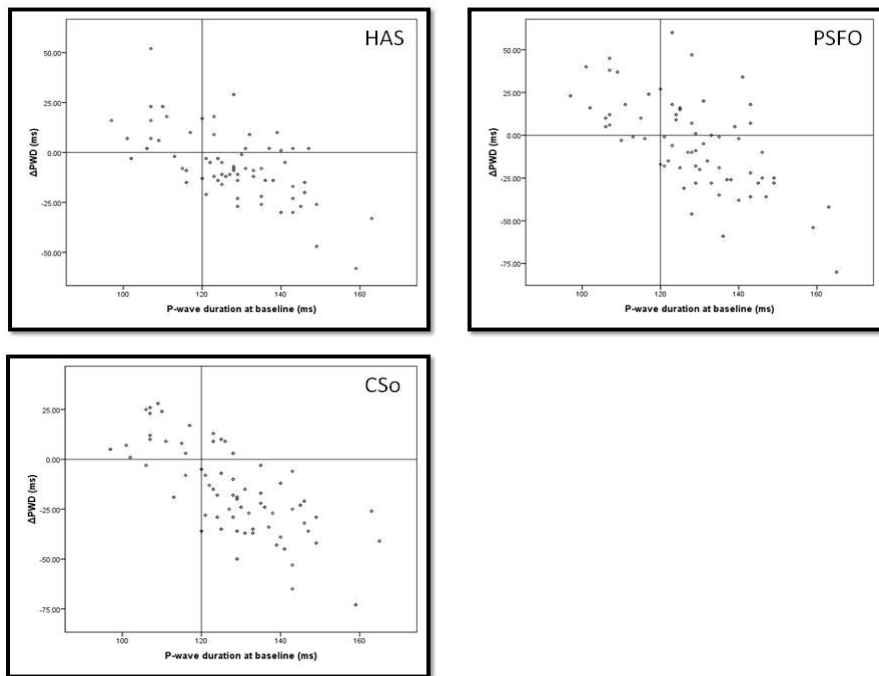 HAS
50.00
25.00
0.00
-25.00
-50.00
ΔPWD (ms)
100 120 140 160
P-wave duration at baseline (ms)
PSFO
50.00
25.00
0.00
-25.00
-50.00
-75.00
ΔPWD (ms)
100 120 140 160
P-wave duration at baseline (ms)
CSo
25.00
0.00
-25.00
-50.00
-75.00
ΔPWD (ms)
100 120 140 160
P-wave duration at baseline (ms)